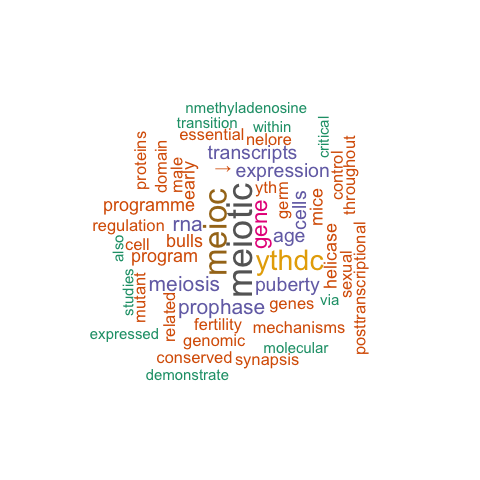 nmethyladenosine
transition
within
essential
nelore
critical
proteins
domain
male
early
transcripts
→
expression
yth
germ
mice
control
throughout
programme
meioc
meiotic
gene
cells
regulation
rna
age
also
cell
bulls
program
ythdc
helicase
sexual
posttranscriptional
studies
mutant
meiosis
puberty
related
prophase
genes
via
expressed
fertility
mechanisms
genomic
molecular
conserved
synapsis
demonstrate